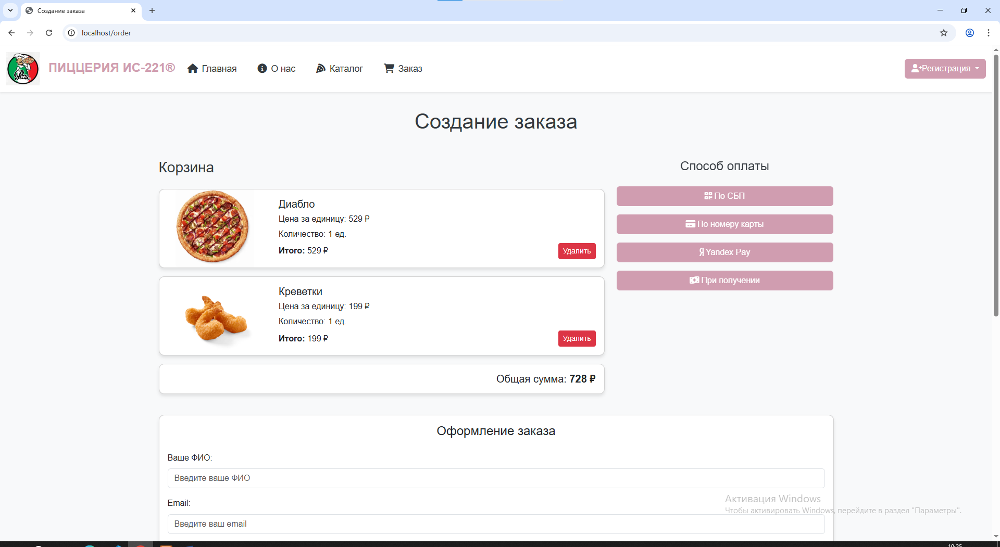 Создание заказа
localhost/order
Pizza
ПИЦЦЕРИЯ ИС-221®
Главная
О нас
Каталог
Заказ
Регистрация
Создание заказа
Корзина
Диабло
Цена за единицу: 529 ₽
Количество: 1 ед.
Итого: 529 ₽
Удалить
Креветки
Цена за единицу: 199 ₽
Количество: 1 ед.
Итого: 199 ₽
Удалить
Общая сумма: 728 ₽
Способ оплаты
По СБП
По номеру карты
Yandex Pay
При получении
Оформление заказа
Ваше ФИО:
Введите ваше ФИО
Email:
Введите ваш email
Активация Windows
Чтобы активировать Windows, перейдите в раздел "Параметры".
10:25